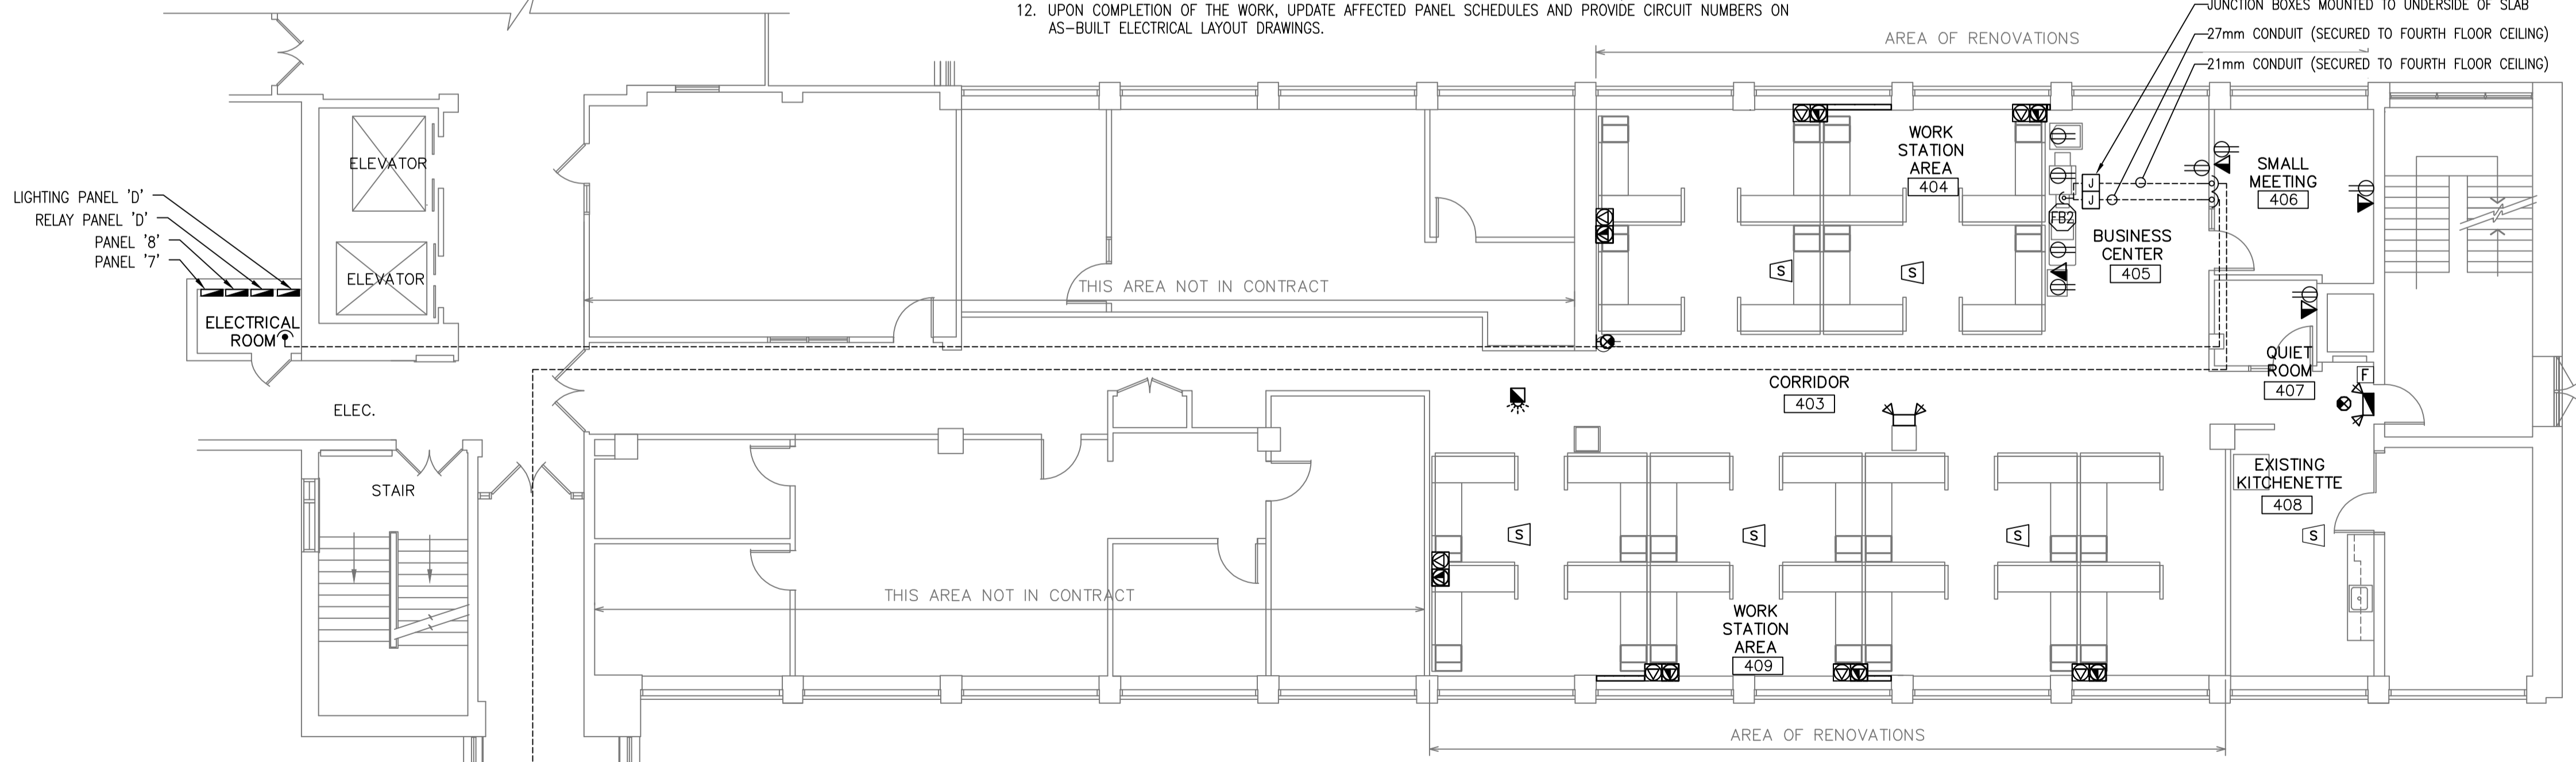 12. UPON COMPLETION OF THE WORK, UPDATE AFFECTED PANEL SCHEDULES AND PROVIDE CIRCUIT NUMBERS ON
AS-BUILT ELECTRICAL LAYOUT DRAWINGS.
JUNCTION BOXES MOUNTED TO UNDERSIDE OF SLAB
27mm CONDUIT (SECURED TO FOURTH FLOOR CEILING)
21mm CONDUIT (SECURED TO FOURTH FLOOR CEILING)
AREA OF RENOVATIONS
ELEVATOR
ELEVATOR
LIGHTING PANEL 'D'
RELAY PANEL 'D'
PANEL '8'
PANEL '7'
ELECTRICAL
ROOM
ELEC.
STAIR
THIS AREA NOT IN CONTRACT
THIS AREA NOT IN CONTRACT
WORK
STATION
AREA
404
S
S
J
J
FB2
BUSINESS
CENTER
405
SMALL
MEETING
406
QUIET
ROOM
407
F
CORRIDOR
403
EXISTING
KITCHENETTE
408
S
S
S
S
WORK
STATION
AREA
409
AREA OF RENOVATIONS